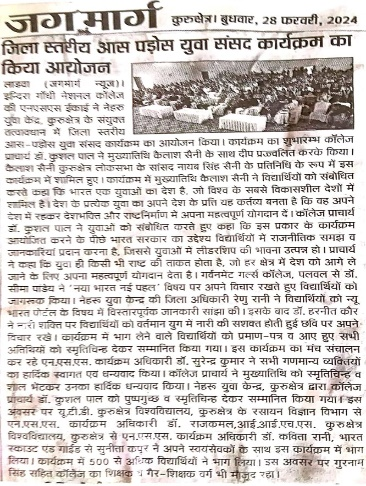 जगमार्ग कुरुक्षेत्र। बुधवार, 28 फरवरी, 2024
जिला स्तरीय आस पड़ोस युवा संसद कार्यक्रम का
किया आयोजन
लाडवा (जगमार्ग न्यूज)।
इन्दिरा गाँधी नेशनल कॉलेज
की एनएसएस ईकाई ने नेहरू
युवा केंद्र, कुरुक्षेत्र के संयुक्त
तत्वावधान में जिला स्तरीय
आस-पड़ोस युवा संसद कार्यक्रम का आयोजन किया। कार्यक्रम का शुभारम्भ कॉलेज
प्राचार्य डॉ. कुशल पाल ने मुख्यातिथि कैलाश सैनी के साथ दीप प्रज्वलित करके किया।
कैलाश सैनी कुरुक्षेत्र लोकसभा के सांसद नायब सिंह सैनी के प्रतिनिधि के रूप में इस
कार्यक्रम में शामिल हुए। कार्यक्रम में मुख्यातिथि कैलाश सैनी ने विद्यार्थियों को संबोधित
करते कहा कि भारत एक युवाओं का देश है. जो विश्व के सबसे विकासशील देशों में
शामिल है। देश के प्रत्येक युवा का अपने देश के प्रति यह कर्तव्य बनता है कि वह अपने
देश में रहकर देशभक्ति और राष्ट्रनिर्माण में अपना महत्वपूर्ण योगदान दें। कॉलेज प्राचार्य
डॉ. कुशल पाल ने युवाओं को संबोधित करते हुए कहा कि इस प्रकार के कार्यक्रम
आयोजित करने के पीछे भारत सरकार का उद्देश्य विद्यार्थियों में राजनीतिक समझ व
जानकारियां प्रदान करना है, जिससे युवाओं में लीडरशिप की भावना उत्पन्न हो। प्राचार्य
ने कहा कि युवा ही किसी भी राष्ट्र की ताकत होता है, जो हर क्षेत्र में देश को आगे ले
जाने के लिए अपना महत्वपूर्ण योगदान देता है। गर्वनमेंट गर्ल्स कॉलेज, पलवल से डॉ.
सीमा पांडेय ने 'नया भारत नई पहल' विषय पर अपने विचार रखते हुए विद्यार्थियों को
जागरूक किया। नेहरू युवा केन्द्र की जिला अधिकारी रेणु रानी ने विद्यार्थियों को न्यू
भारत पोर्टल के विषय में विस्तारपूर्वक जानकारी सांझा की। इसके बाद डॉ. हरनीत कौर
ने नारी शक्ति पर विद्यार्थियों को वर्तमान युग में नारी की सशक्त होती हुई छवि पर अपने
विचार रखे। कार्यक्रम में भाग लेने वाले विद्यार्थियों को प्रमाण-पत्र व आए हुए सभी
अतिथियों को स्मृतिचिन्ह देकर सम्मानित किया गया। इस कार्यक्रम का मंच संचालन
कर रहे एन.एस.एस. कार्यक्रम अधिकारी डॉ. सुरेन्द्र कुमार ने सभी गणमान्य व्यक्तियों
का हार्दिक स्वागत एवं धन्यवाद किया। कॉलेज प्राचार्य ने मुख्यातिथि को स्मृतिचिन्ह व
शॉल भेंटकर उनका हार्दिक धन्यवाद किया। नेहरू युवा केन्द्र, कुरुक्षेत्र द्वारा कॉलेज
प्राचार्य डॉ. कुशल पाल को पुष्पगुच्छ व स्मृतिचिन्ह देकर सम्मानित किया गया। इस
अवसर पर यू.टी.डी. कुरुक्षेत्र विश्वविद्यालय, कुरुक्षेत्र के रसायन विज्ञान विभाग से
एन.एस.एस. कार्यक्रम अधिकारी डॉ. राजकमल,आई.आई.एच.एस. कुरुक्षेत्र
विश्वविद्यालय, कुरुक्षेत्र से एन.एस.एस. कार्यक्रम अधिकारी डॉ. कविता रानी, भारत
स्काउट एंड गाईड से सुनीता कपूर ने अपने स्वयंसेवकों के साथ इस कार्यक्रम में भाग
लिया। कार्यक्रम में 500 से अधिक विद्यार्थियों ने भाग लिया। इस अवसर पर गुरनाम
सिंह सहित कॉलेज का शिक्षक व गैर-शिक्षक वर्ग भी मौजूद रहा।